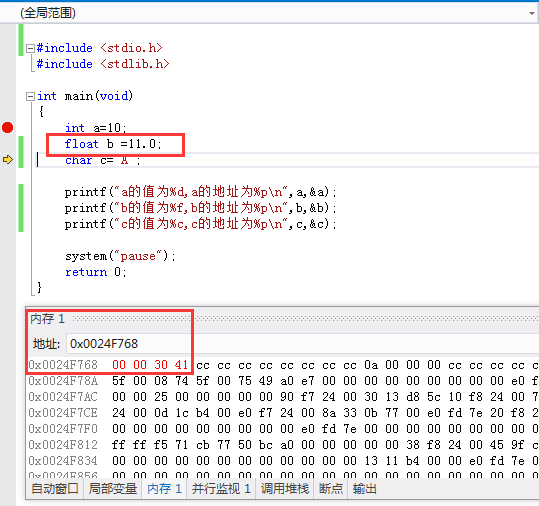 (全局范围)
#include <stdio.h>
#include <stdlib.h>
int main(void)
{
int a=10;
float b =11.0;
char c='A';
printf("a的值为%d,a的地址为%p\n",a,&a);
printf("b的值为%f,b的地址为%p\n",b,&b);
printf("c的值为%c,c的地址为%p\n",c,&c);
system("pause");
return 0;
}
内存 1
地址: 0x0024F768
0x0024F768 00 00 30 41 cc cc cc cc cc cc cc cc 0a 00 00 00 cc cc cc cc
0x0024F78A 5f 00 08 74 5f 00 75 49 a0 e7 00 00 00 00 00 00 00 00 e0 f
0x0024F7AC 00 00 25 00 00 00 00 00 90 f7 24 00 30 13 d8 5c 10 f8 24 00 7
0x0024F7CE 24 00 0d 1c b4 00 e0 f7 24 00 8a 33 0b 77 00 e0 fd 7e 20 f8 2
0x0024F7F0 00 00 00 00 00 00 00 00 00 e0 fd 7e 00 00 00 00 00 00 00 00
0x0024F812 ff ff f5 71 cb 77 50 bc a0 00 00 00 00 00 38 f8 24 00 45 9f c
0x0024F834 00 00 00 00 00 00 00 00 00 00 13 11 b4 00 00 e0 fd 7e 0
自动窗口 局部变量 内存 1 并行监视 1 调用堆栈 断点 输出